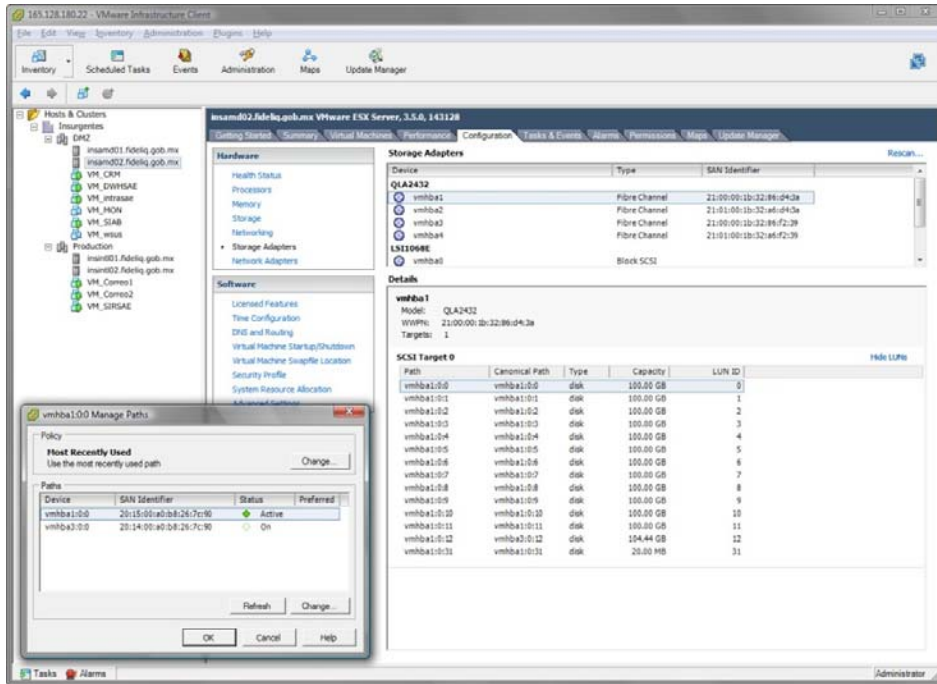 165.128.180.22 - VMware Infrastructure Client
File Edit View Inventory Administration Plugins Help
Inventory Scheduled Tasks Events Administration Maps Update Manager
Hosts & Clusters
Insurgentes
DMZ
insamd01.fideliq.gob.mx
insamd02.fideliq.gob.mx
VM_CRM
VM_DWHSAE
VM_intrasae
VM_MON
VM_SIAB
VM_wsus
Production
insintl01.fideliq.gob.mx
insintl02.fideliq.gob.mx
VM_Correo1
VM_Correo2
VM_SIRSAE
insamd02.fideliq.gob.mx VMware ESX Server, 3.5.0, 143128
Getting Started Summary Virtual Machines Performance Configuration Tasks & Events Alarms Permissions Maps Update Manager
Hardware
Health Status
Processors
Memory
Storage
Networking
Storage Adapters
Network Adapters
Software
Licensed Features
Time Configuration
DNS and Routing
Virtual Machine Startup/Shutdown
Virtual Machine Swapfile Location
Security Profile
System Resource Allocation
Advanced Settings
Storage Adapters Rescan...
Device Type SAN Identifier
QLA2432
vmhba1 Fibre Channel 21:00:00:1b:32:86:d4:3a
vmhba2 Fibre Channel 21:01:00:1b:32:a6:d4:3a
vmhba3 Fibre Channel 21:00:00:1b:32:86:f2:39
vmhba4 Fibre Channel 21:01:00:1b:32:a6:f2:39
LSI1068E
vmhba0 Block SCSI
Details
vmhba1
Model: QLA2432
WWPN: 21:00:00:1b:32:86:d4:3a
Targets: 1
SCSI Target 0 Hide LUNs
Path Canonical Path Type Capacity LUN ID
vmhba1:0:0 vmhba1:0:0 disk 100.00 GB 0
vmhba1:0:1 vmhba1:0:1 disk 100.00 GB 1
vmhba1:0:2 vmhba1:0:2 disk 100.00 GB 2
vmhba1:0:3 vmhba1:0:3 disk 100.00 GB 3
vmhba1:0:4 vmhba1:0:4 disk 100.00 GB 4
vmhba1:0:5 vmhba1:0:5 disk 100.00 GB 5
vmhba1:0:6 vmhba1:0:6 disk 100.00 GB 6
vmhba1:0:7 vmhba1:0:7 disk 100.00 GB 7
vmhba1:0:8 vmhba1:0:8 disk 100.00 GB 8
vmhba1:0:9 vmhba1:0:9 disk 100.00 GB 9
vmhba1:0:10 vmhba1:0:10 disk 100.00 GB 10
vmhba1:0:11 vmhba1:0:11 disk 100.00 GB 11
vmhba1:0:12 vmhba3:0:12 disk 104.44 GB 12
vmhba1:0:31 vmhba1:0:31 disk 20.00 MB 31
vmhba1:0:0 Manage Paths
Policy
Most Recently Used
Use the most recently used path
Change...
Paths
Device SAN Identifier Status Preferred
vmhba1:0:0 20:15:00:a0:b8:26:7c:90 Active
vmhba3:0:0 20:14:00:a0:b8:26:7c:90 On
Refresh Change...
OK Cancel Help
Tasks Alarms Administrator